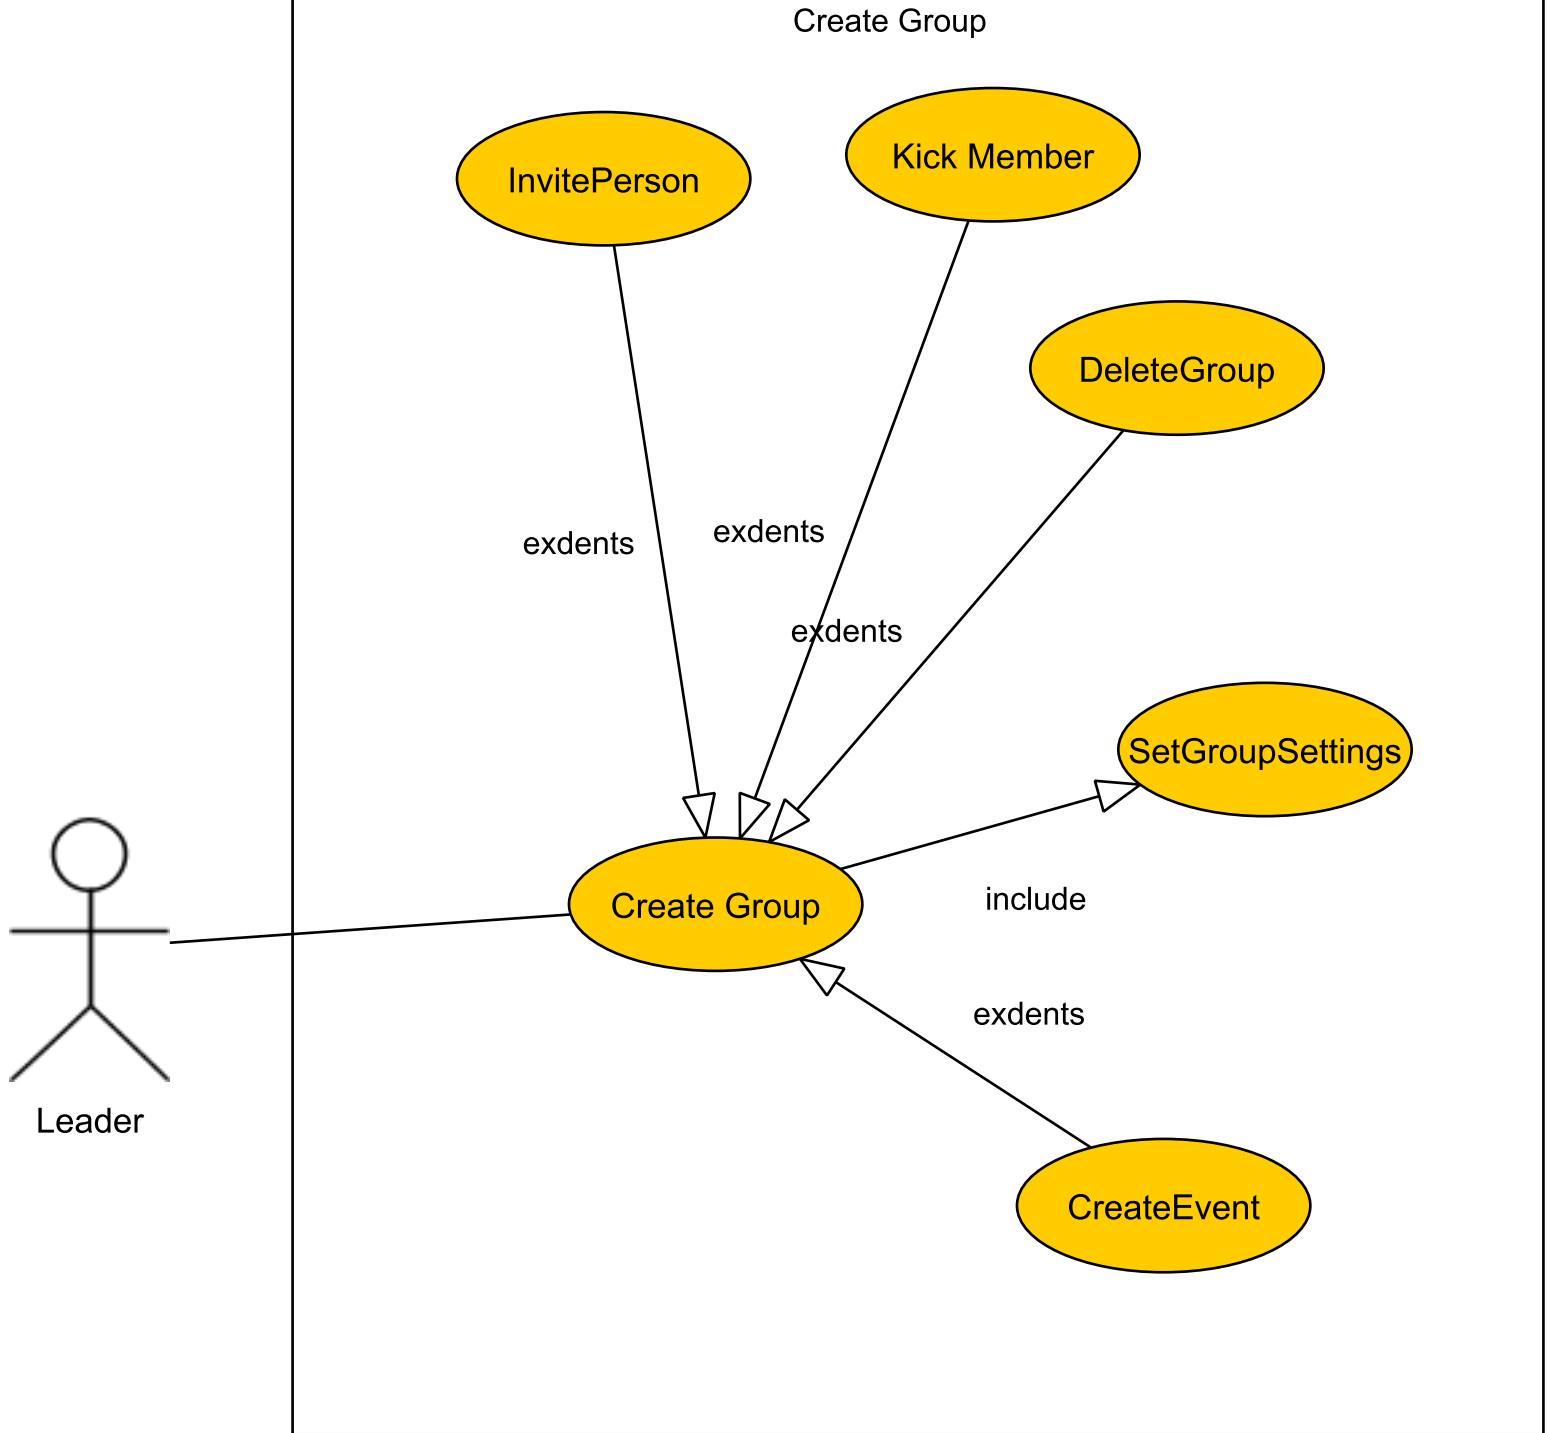 Create Group
InvitePerson
Kick Member
DeleteGroup
exdents
exdents
exdents
SetGroupSettings
include
Create Group
exdents
Leader
CreateEvent